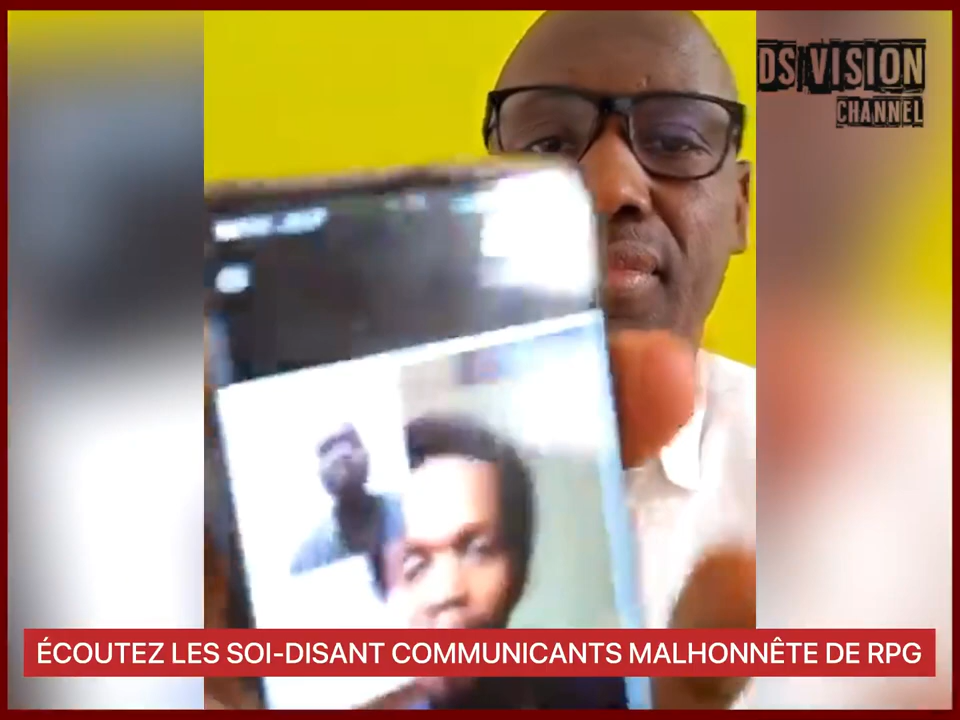 DS VISION
CHANNEL
ÉCOUTEZ LES SOI-DISANT COMMUNICANTS MALHONNÊTE DE RPG